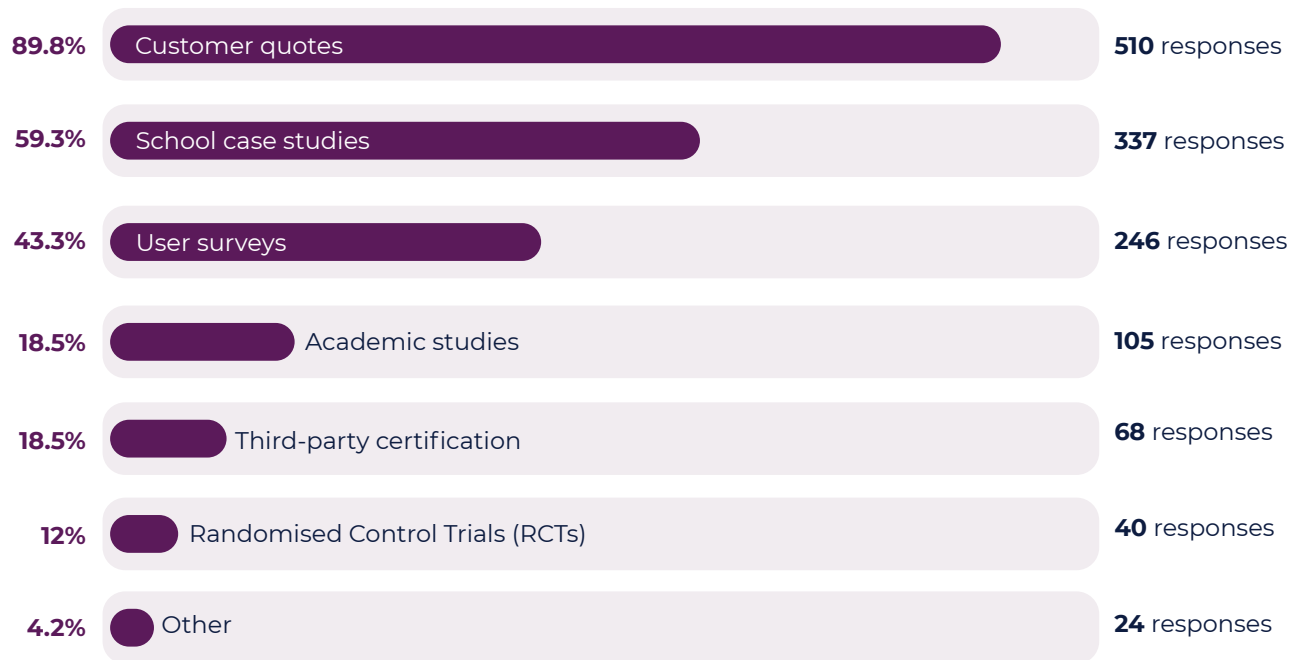 89.8% Customer quotes 510 responses
59.3% School case studies 337 responses
43.3% User surveys 246 responses
18.5% Academic studies 105 responses
18.5% Third-party certification 68 responses
12% Randomised Control Trials (RCTs) 40 responses
4.2% Other 24 responses